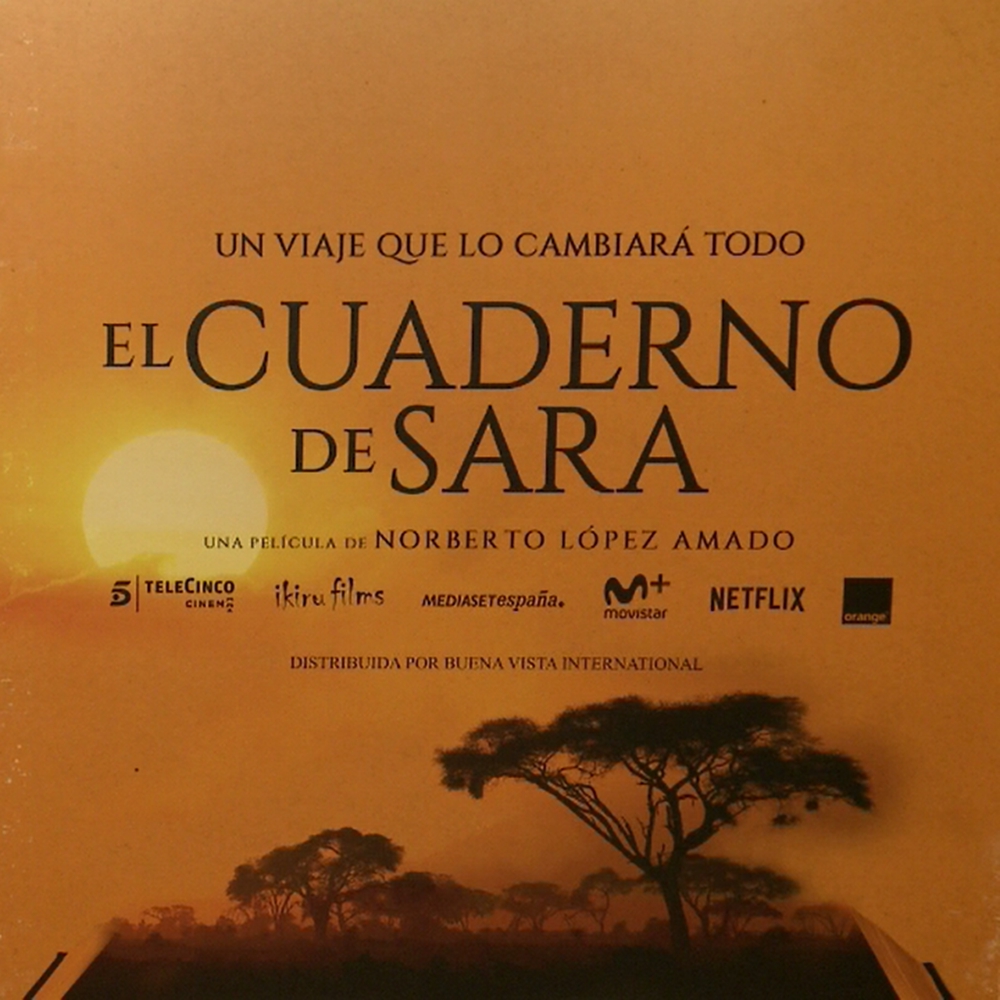 UN VIAJE QUE LO CAMBIARÁ TODO
EL CUADERNO
DE SARA
UNA PELÍCULA DE NORBERTO LÓPEZ AMADO
5 TELECINCO CINEMA ikiru films MEDIASETespaña. M+ movistar NETFLIX orange
DISTRIBUIDA POR BUENA VISTA INTERNATIONAL